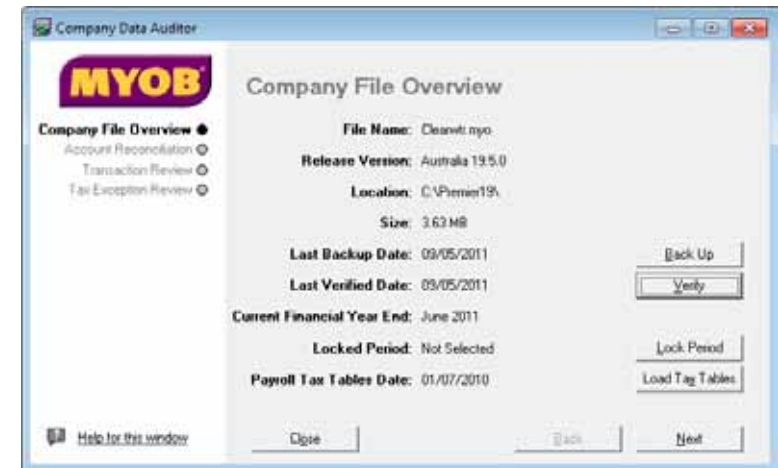 Company Data Auditor
MYOB
Company File Overview
Company File Overview
Account Reconciliation
Transaction Review
Tax Exception Review
File Name: Clearwtr.myo
Release Version: Australia 19.5.0
Location: C:\Premier19\
Size: 3.63 MB
Last Backup Date: 09/05/2011
Back Up
Last Verified Date: 09/05/2011
Verify
Current Financial Year End: June 2011
Locked Period: Not Selected
Lock Period
Payroll Tax Tables Date: 01/07/2010
Load Tax Tables
Help for this window
Close
Back
Next